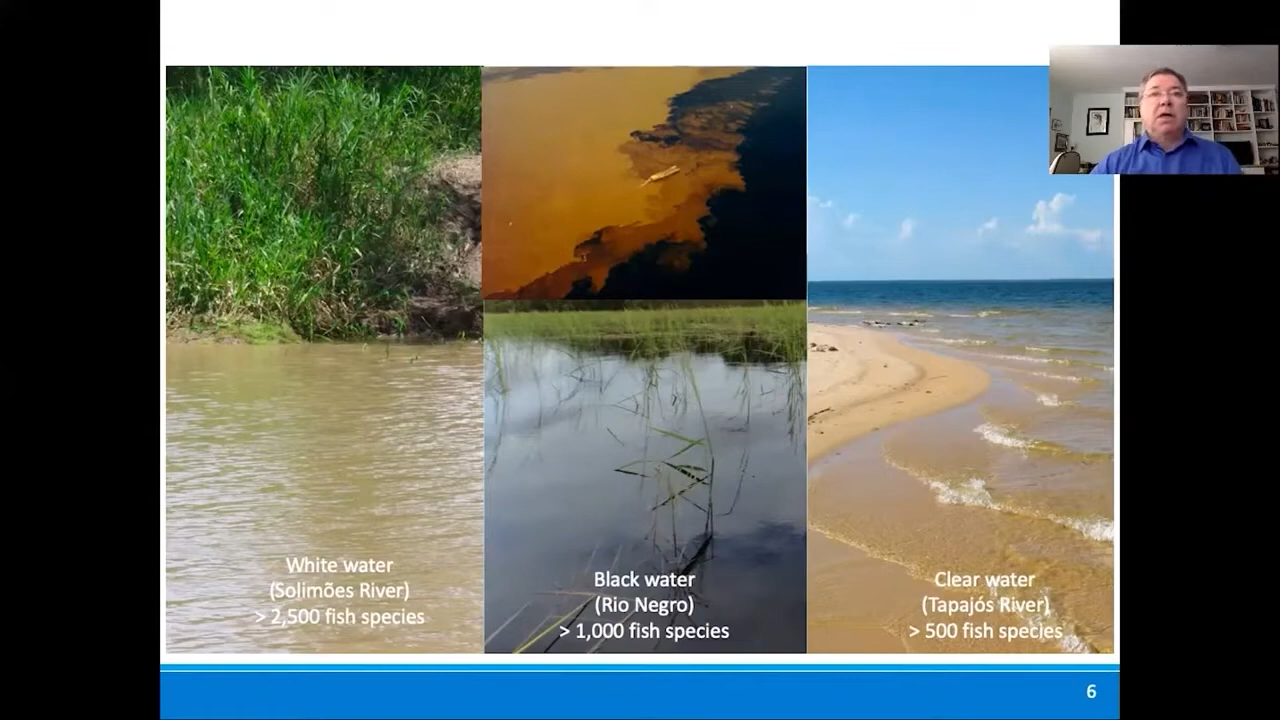 White water
(Solimões River)
> 2,500 fish species
Black water
(Rio Negro)
> 1,000 fish species
Clear water
(Tapajós River)
> 500 fish species
6